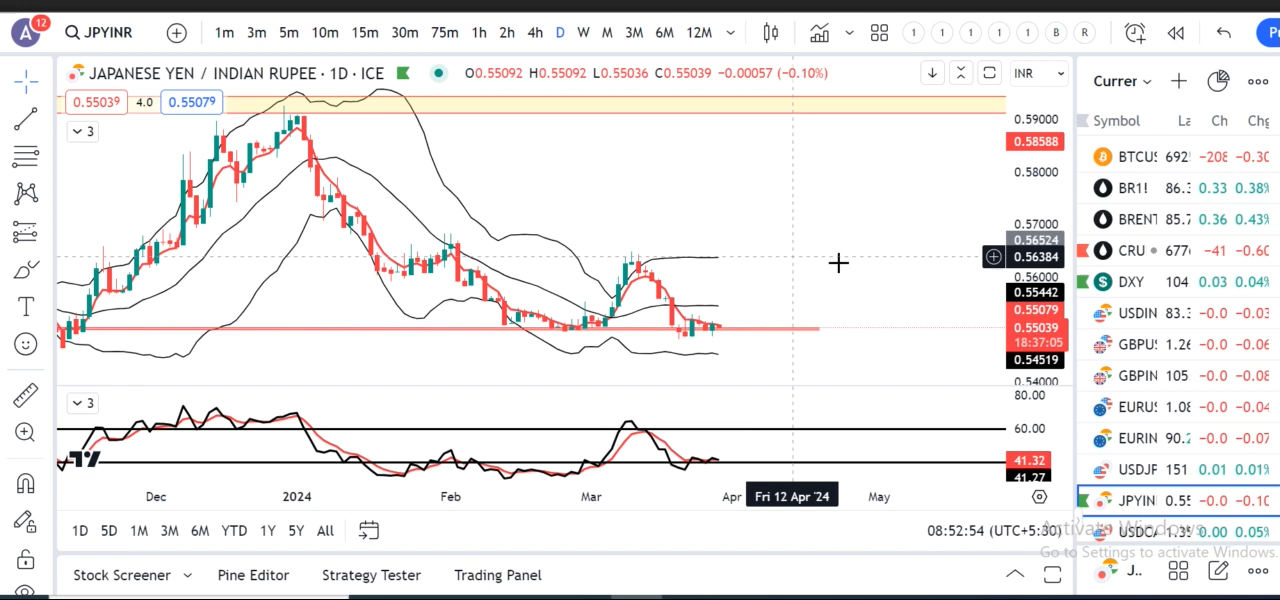 A 12 JPYINR 1m 3m 5m 10m 15m 30m 75m 1h 2h 4h D W M 3M 6M 12M 1 1 1 1 1 B R
JAPANESE YEN / INDIAN RUPEE · 1D · ICE O0.55092 H0.55092 L0.55036 C0.55039 −0.00057 (−0.10%) INR
0.55039 4.0 0.55079
3
0.59000
0.58588
0.58000
0.57000
0.56524
0.56384
0.56000
0.55442
0.55079
0.55039
18:37:05
0.54519
0.54000
3
80.00
60.00
41.32
41.27
Dec 2024 Feb Mar Apr Fri 12 Apr '24 May
1D 5D 1M 3M 6M YTD 1Y 5Y All 08:52:54 (UTC+5:30)
Stock Screener Pine Editor Strategy Tester Trading Panel
Currer
Symbol La Ch Chg
BTCUS 692 −208 −0.30
BR1! 86.3 0.33 0.38%
BRENT 85.7 0.36 0.43%
CRU 677 −41 −0.60
DXY 104 0.03 0.04%
USDIN 83.3 −0.0 −0.03
GBPUS 1.26 −0.0 −0.06
GBPIN 105 −0.0 −0.08
EURUS 1.08 −0.0 −0.04
EURIN 90.2 −0.0 −0.07
USDJP 151 0.01 0.01%
JPYIN 0.55 −0.0 −0.10
USDCA 1.35 0.00 0.05%
Activate Windows
Go to Settings to activate Windows.
J..